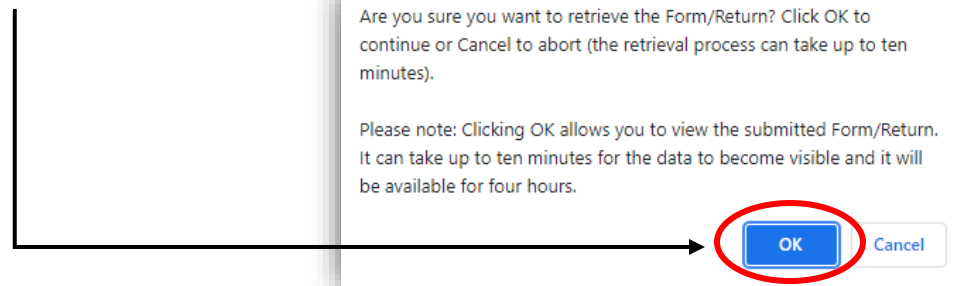 Are you sure you want to retrieve the Form/Return? Click OK to
continue or Cancel to abort (the retrieval process can take up to ten
minutes).
Please note: Clicking OK allows you to view the submitted Form/Return.
It can take up to ten minutes for the data to become visible and it will
be available for four hours.
OK Cancel